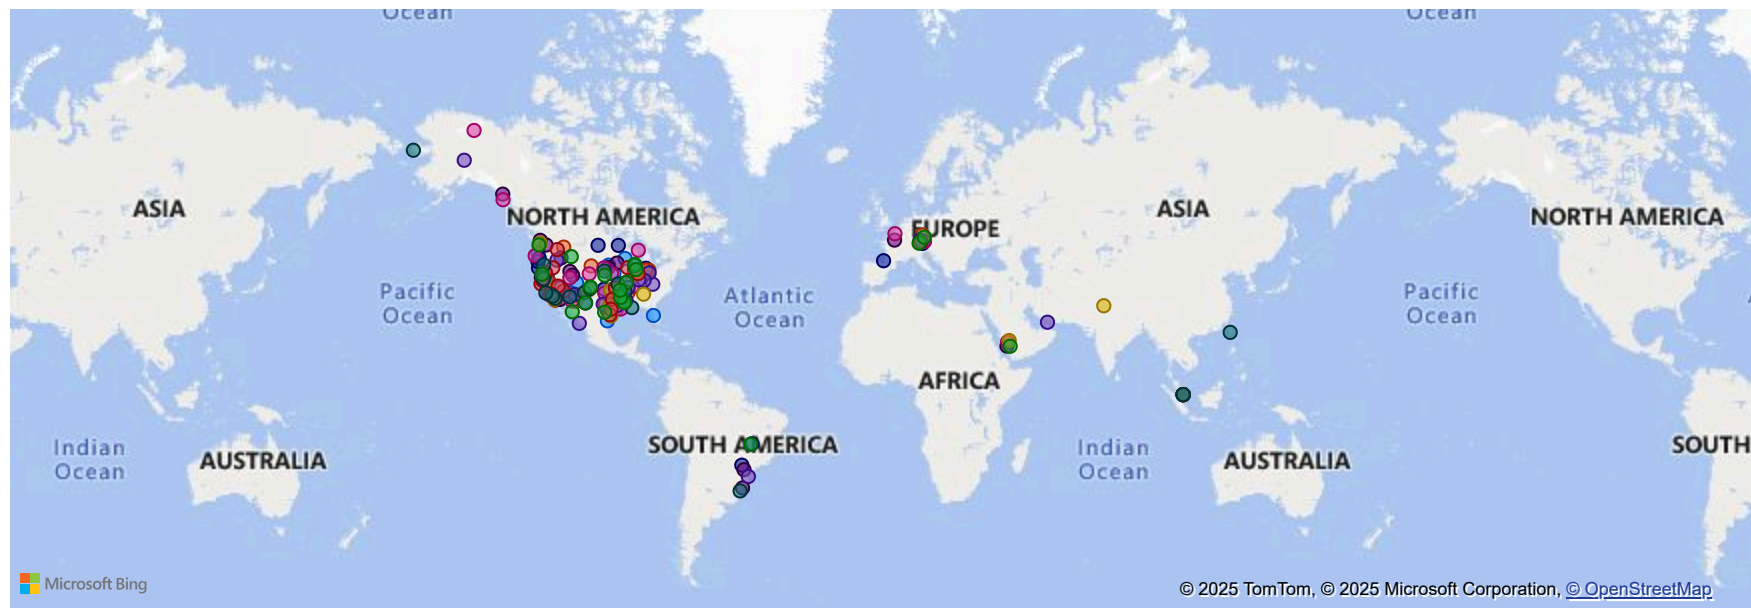 Ocean
Ocean
ASIA
NORTH AMERICA
EUROPE
ASIA
NORTH AMERICA
Pacific
Ocean
Atlantic
Ocean
Pacific
Ocean
AFRICA
Indian
Ocean
AUSTRALIA
SOUTH AMERICA
Indian
Ocean
AUSTRALIA
SOUTH
Microsoft Bing
© 2025 TomTom, © 2025 Microsoft Corporation, © OpenStreetMap